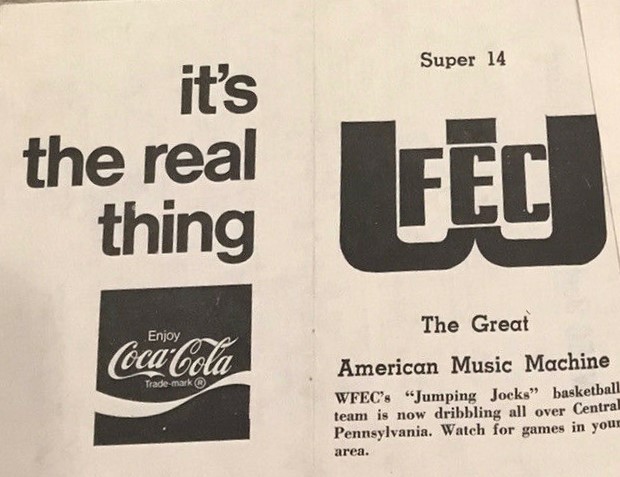 it's
the real
thing
Enjoy
Coca-Cola
Trade-mark ®
Super 14
WFEC
The Great
American Music Machine
WFEC's "Jumping Jocks" basketball
team is now dribbling all over Central
Pennsylvania. Watch for games in your
area.